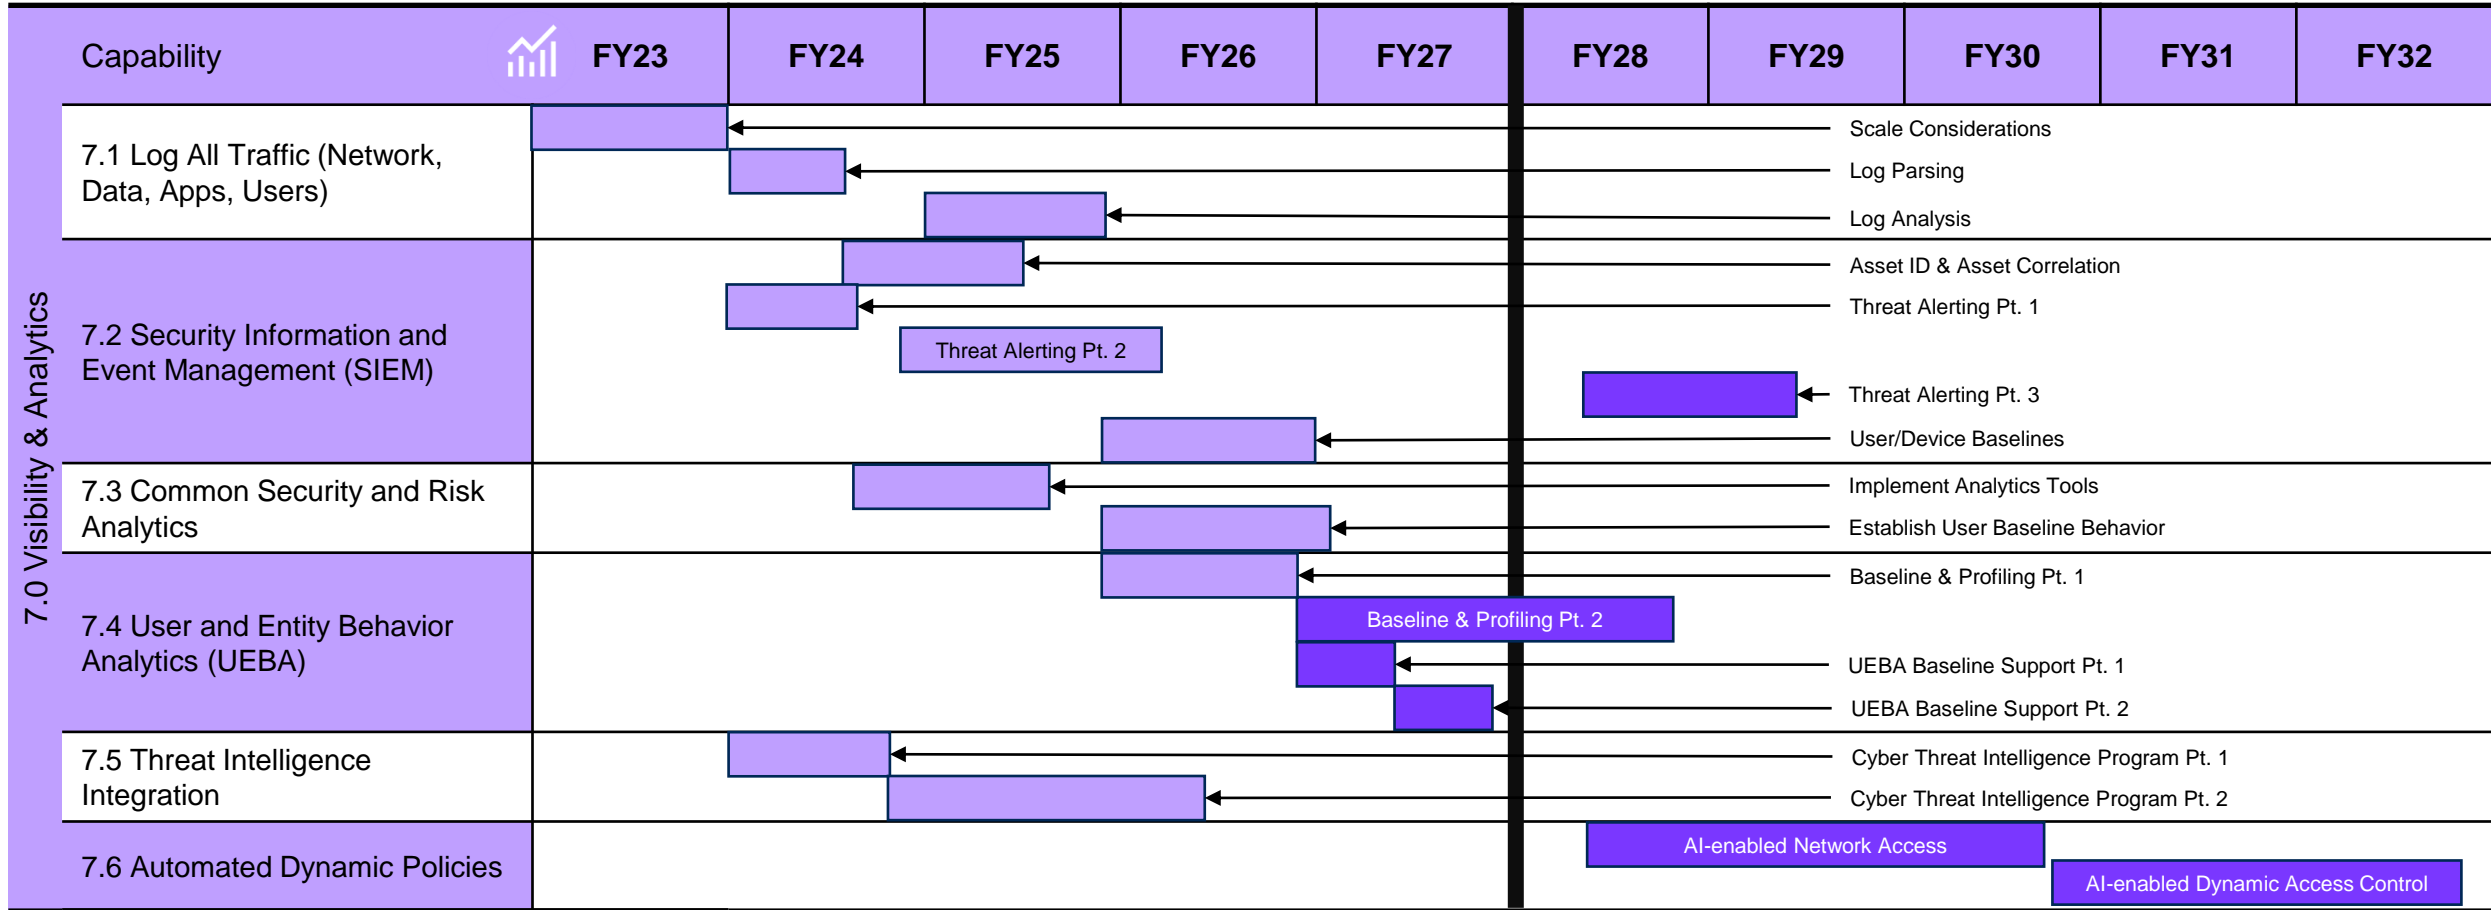 Capability
FY23
FY24
FY25
FY26
FY27
FY28
FY29
FY30
FY31
FY32
7.0 Visibility & Analytics
7.1 Log All Traffic (Network,
Data, Apps, Users)
Scale Considerations
Log Parsing
Log Analysis
7.2 Security Information and
Event Management (SIEM)
Asset ID & Asset Correlation
Threat Alerting Pt. 1
Threat Alerting Pt. 2
Threat Alerting Pt. 3
User/Device Baselines
7.3 Common Security and Risk
Analytics
Implement Analytics Tools
Establish User Baseline Behavior
7.4 User and Entity Behavior
Analytics (UEBA)
Baseline & Profiling Pt. 1
Baseline & Profiling Pt. 2
UEBA Baseline Support Pt. 1
UEBA Baseline Support Pt. 2
7.5 Threat Intelligence
Integration
Cyber Threat Intelligence Program Pt. 1
Cyber Threat Intelligence Program Pt. 2
7.6 Automated Dynamic Policies
AI-enabled Network Access
AI-enabled Dynamic Access Control